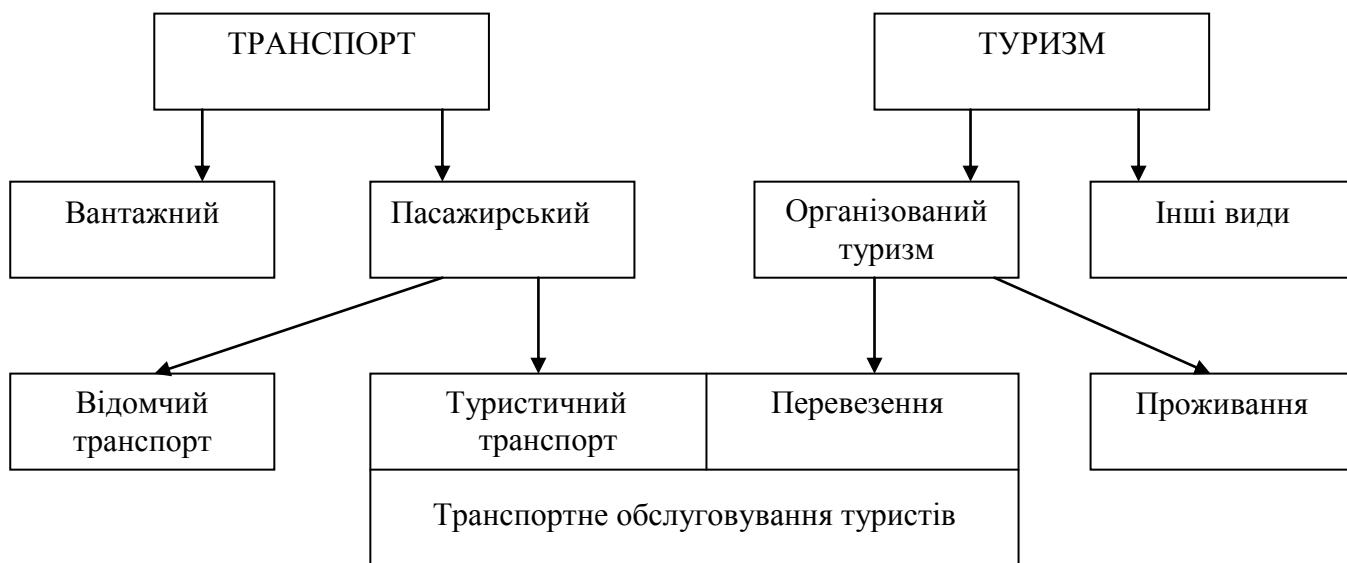 ТРАНСПОРТ
ТУРИЗМ
Вантажний
Пасажирський
Організований
туризм
Інші види
Відомчий
транспорт
Туристичний
транспорт
Перевезення
Проживання
Транспортне обслуговування туристів